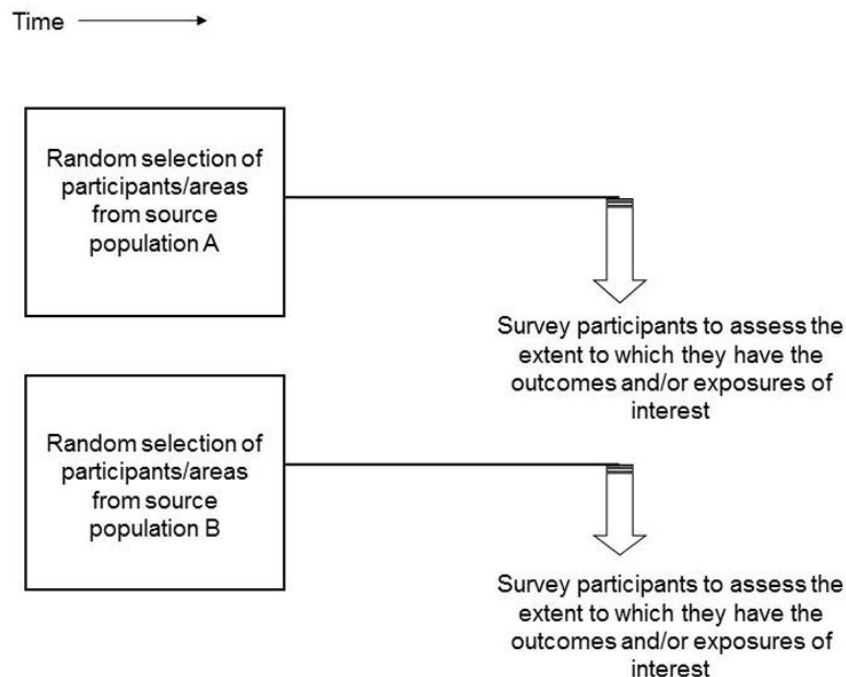 Time
Random selection of
participants/areas
from source
population A
Survey participants to assess the
extent to which they have the
outcomes and/or exposures of
interest
Random selection of
participants/areas
from source
population B
Survey participants to assess the
extent to which they have the
outcomes and/or exposures of
interest